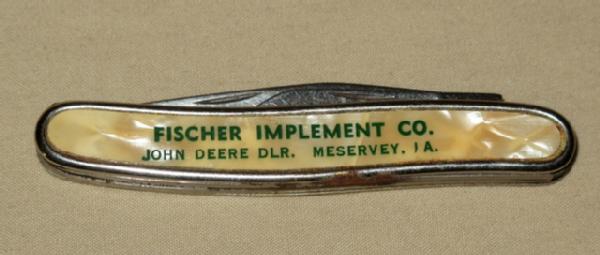 FISCHER IMPLEMENT CO.
JOHN DEERE DLR. MESERVEY, IA.